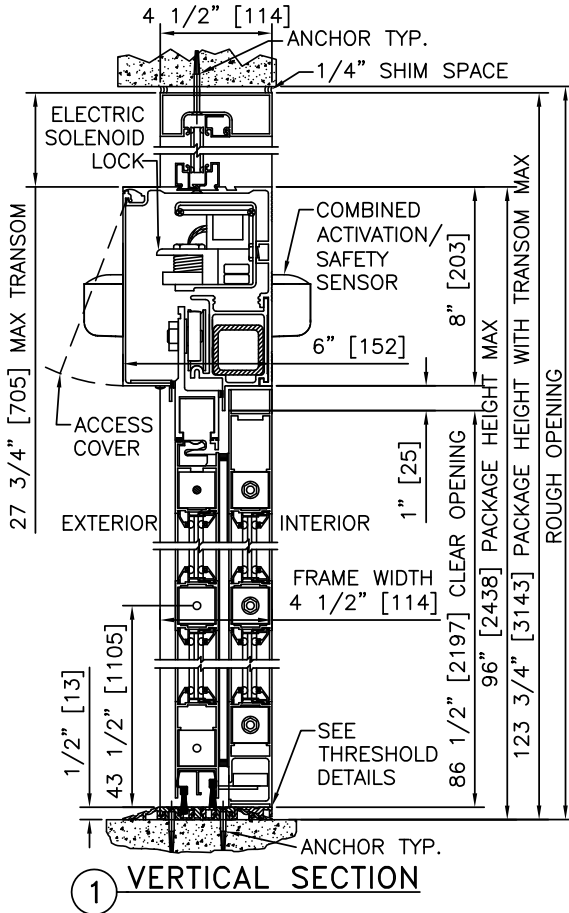 4 1/2” [114]
ANCHOR TYP.
1/4” SHIM SPACE
ELECTRIC
SOLENOID
LOCK
COMBINED
ACTIVATION/
SAFETY
SENSOR
27 3/4” [705] MAX TRANSOM
8” [203]
6” [152]
ACCESS
COVER
1” [25]
EXTERIOR
INTERIOR
FRAME WIDTH
4 1/2” [114]
86 1/2” [2197] CLEAR OPENING
96” [2438] PACKAGE HEIGHT MAX
123 3/4” [3143] PACKAGE HEIGHT WITH TRANSOM MAX
ROUGH OPENING
1/2” [13]
43 1/2” [1105]
SEE
THRESHOLD
DETAILS
ANCHOR TYP.
1 VERTICAL SECTION